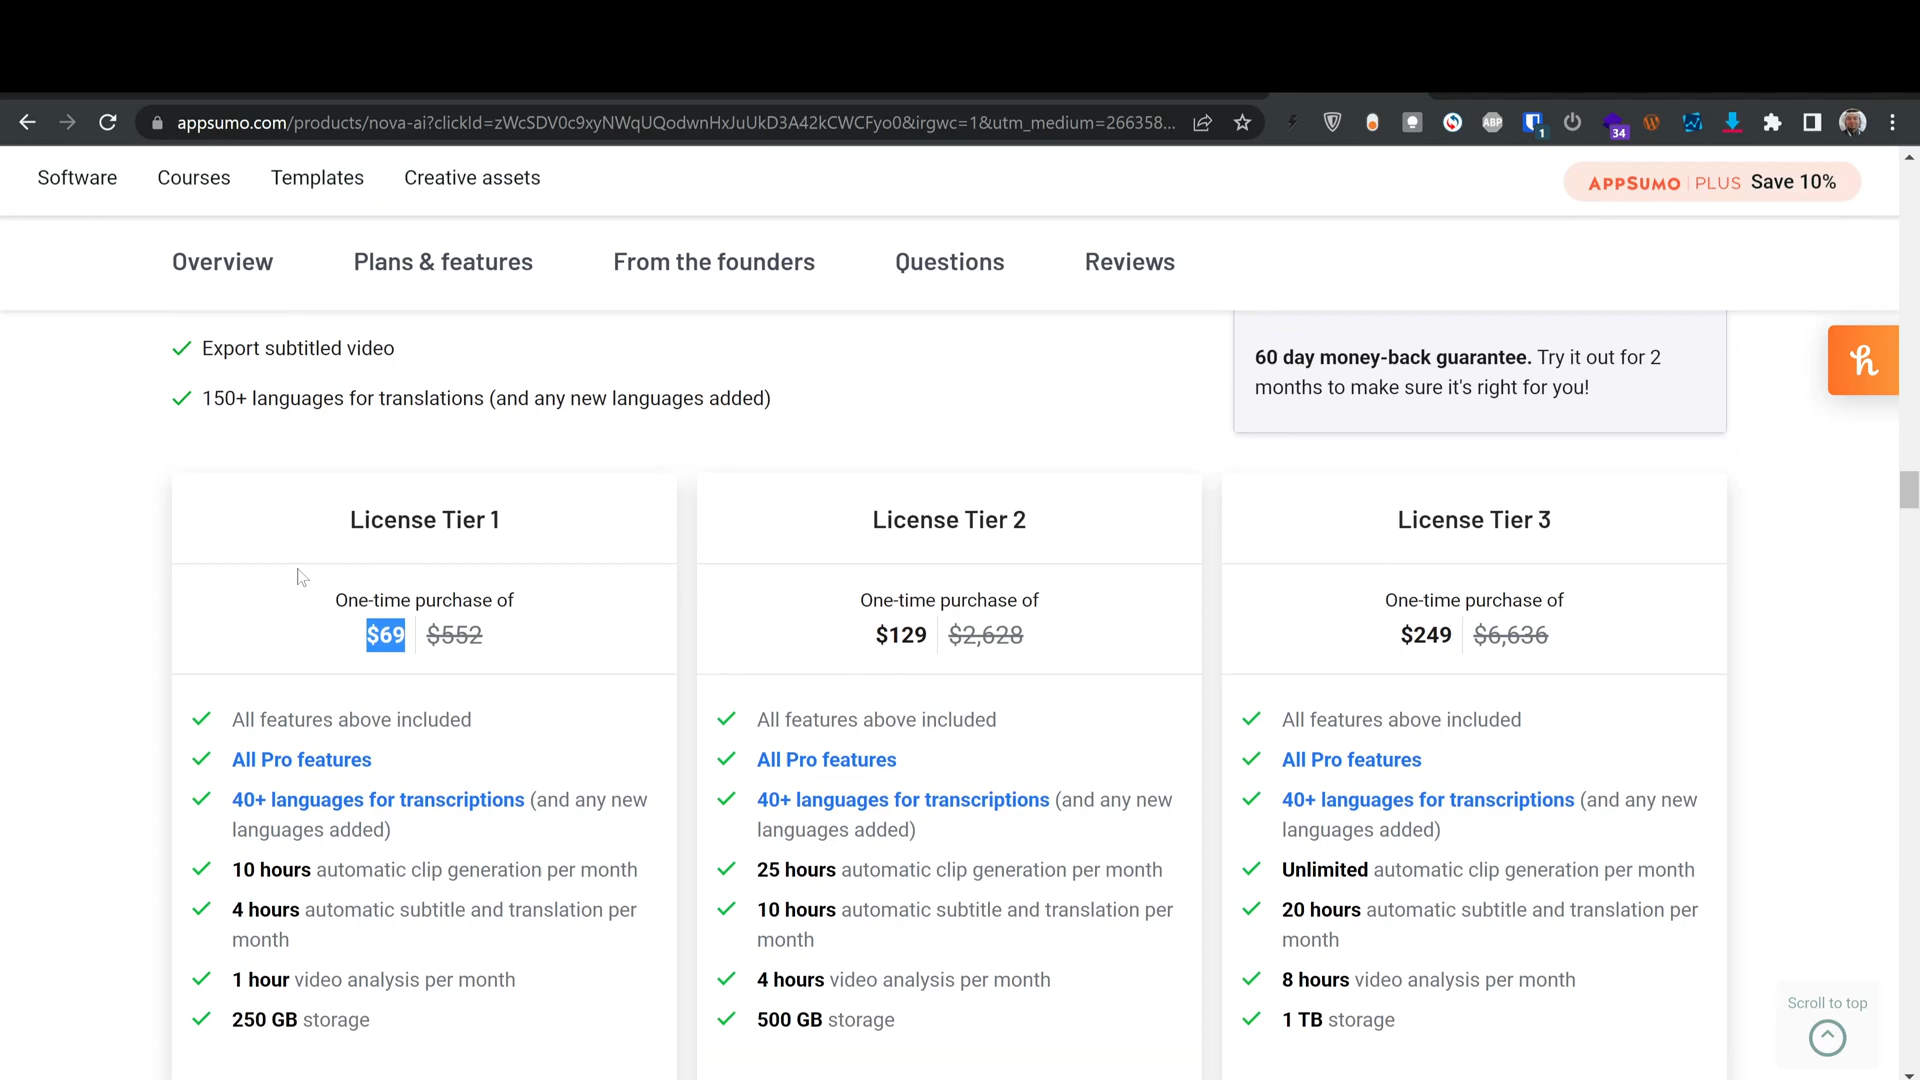 appsumo.com/products/nova-ai?clickId=zWcSDV0c9xyNWqUQodwnHxJuUkD3A42kCWCFyo0&irgwc=1&utm_medium=266358...
ABP
1
34
Software
Courses
Templates
Creative assets
APPSUMO | PLUS Save 10%
Overview
Plans & features
From the founders
Questions
Reviews
Export subtitled video
150+ languages for translations (and any new languages added)
60 day money-back guarantee. Try it out for 2
months to make sure it's right for you!
License Tier 1
One-time purchase of
$69 $552
All features above included
All Pro features
40+ languages for transcriptions (and any new
languages added)
10 hours automatic clip generation per month
4 hours automatic subtitle and translation per
month
1 hour video analysis per month
250 GB storage
License Tier 2
One-time purchase of
$129 $2,628
All features above included
All Pro features
40+ languages for transcriptions (and any new
languages added)
25 hours automatic clip generation per month
10 hours automatic subtitle and translation per
month
4 hours video analysis per month
500 GB storage
License Tier 3
One-time purchase of
$249 $6,636
All features above included
All Pro features
40+ languages for transcriptions (and any new
languages added)
Unlimited automatic clip generation per month
20 hours automatic subtitle and translation per
month
8 hours video analysis per month
1 TB storage
Scroll to top